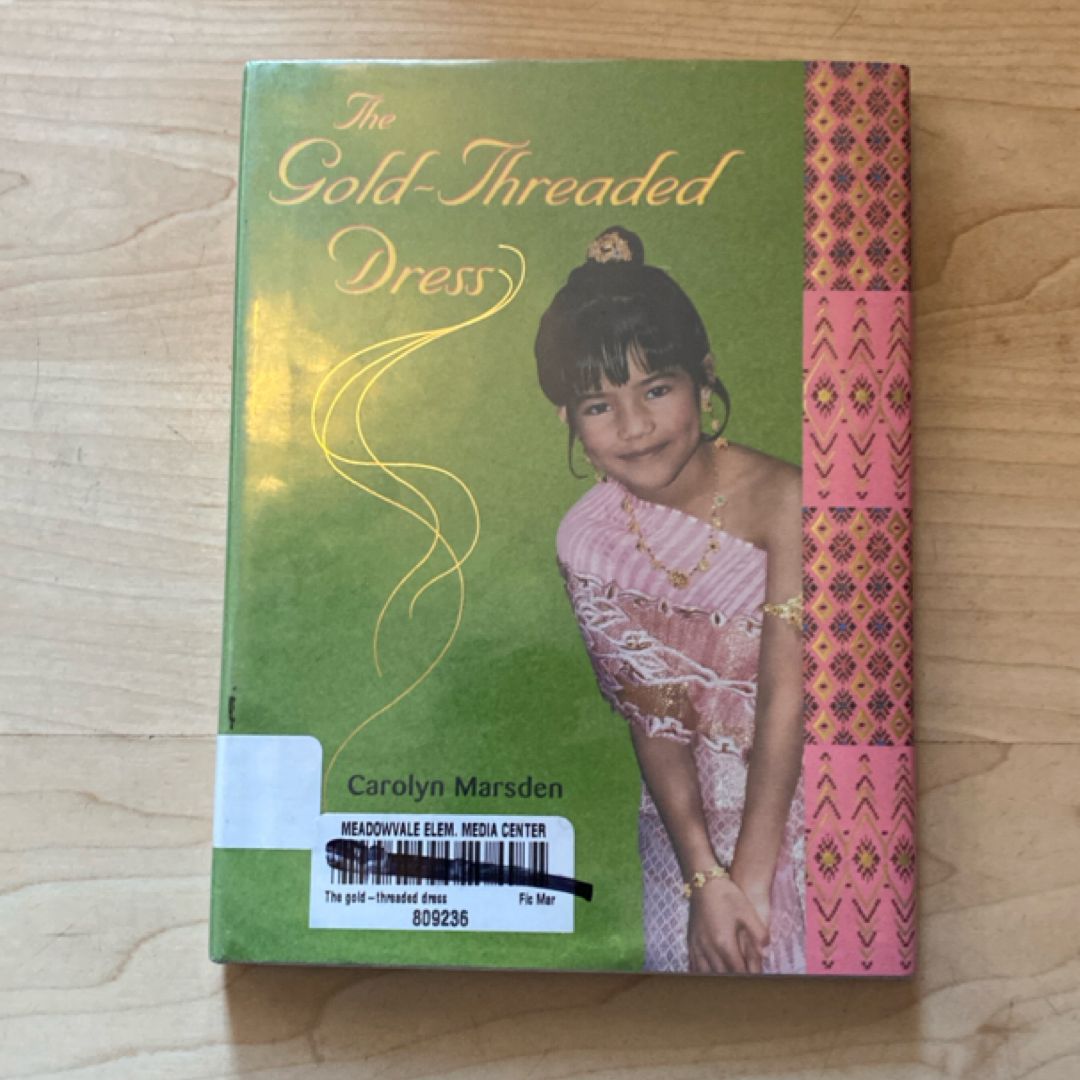 The
Gold-Threaded
Dress
Carolyn Marsden
MEADOWVALE ELEM. MEDIA CENTER
The gold-threaded dress Fic Mar
809236